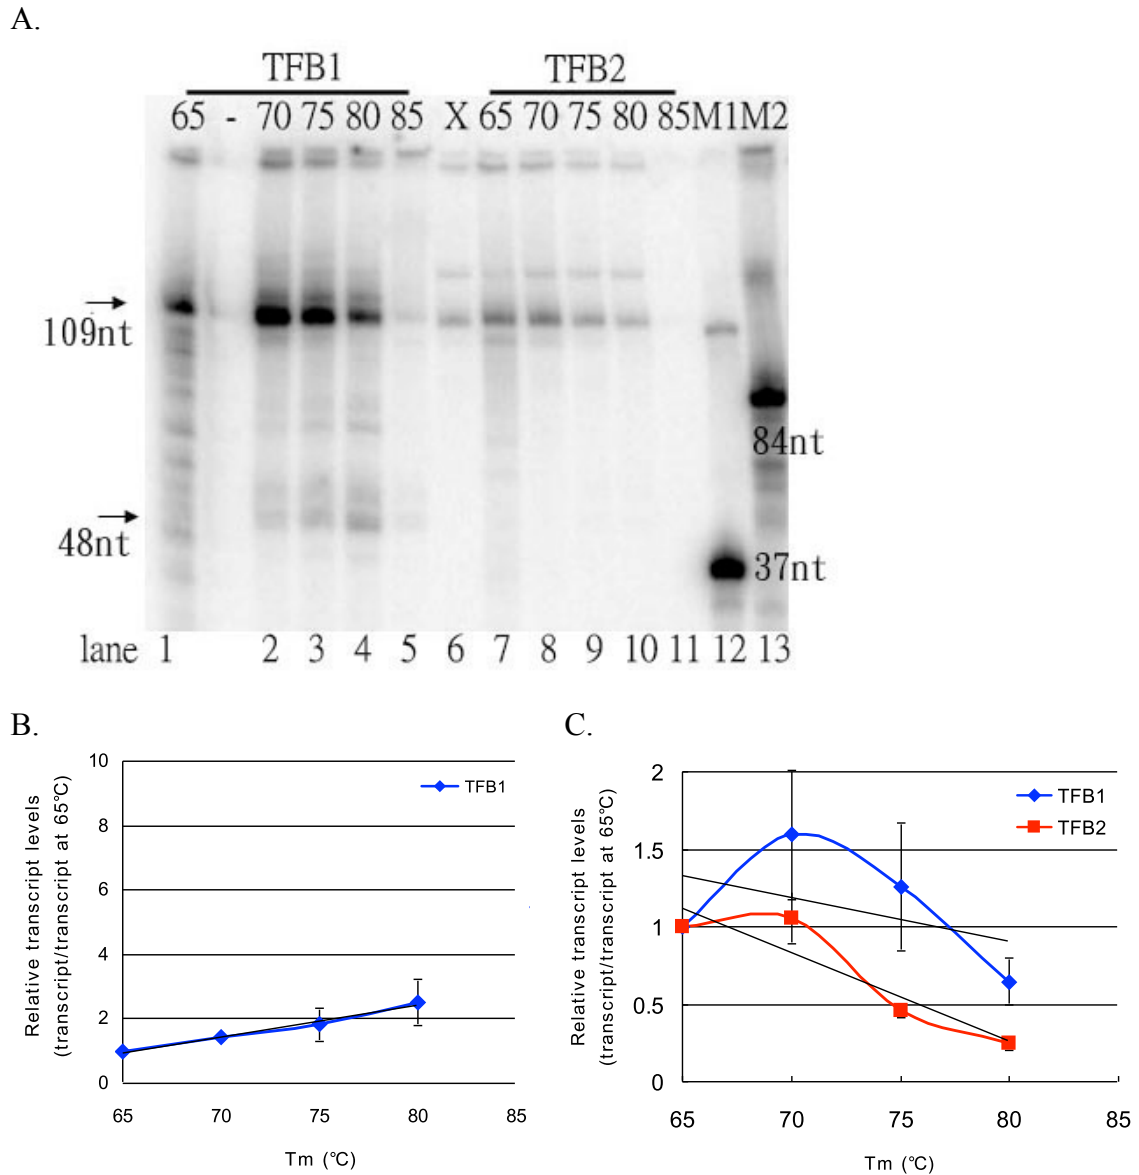 A.
TFB1 TFB2
65 - 70 75 80 85 X 65 70 75 80 85 M1 M2
109nt
84nt
48nt
37nt
lane 1 2 3 4 5 6 7 8 9 10 11 12 13
B.
10
8
6
4
2
0
65 70 75 80 85
Tm (℃)
Relative transcript levels
(transcript/transcript at 65℃)
TFB1
C.
2
1.5
1
0.5
0
65 70 75 80 85
Tm (℃)
Relative transcript levels
(transcript/transcript at 65℃)
TFB1
TFB2